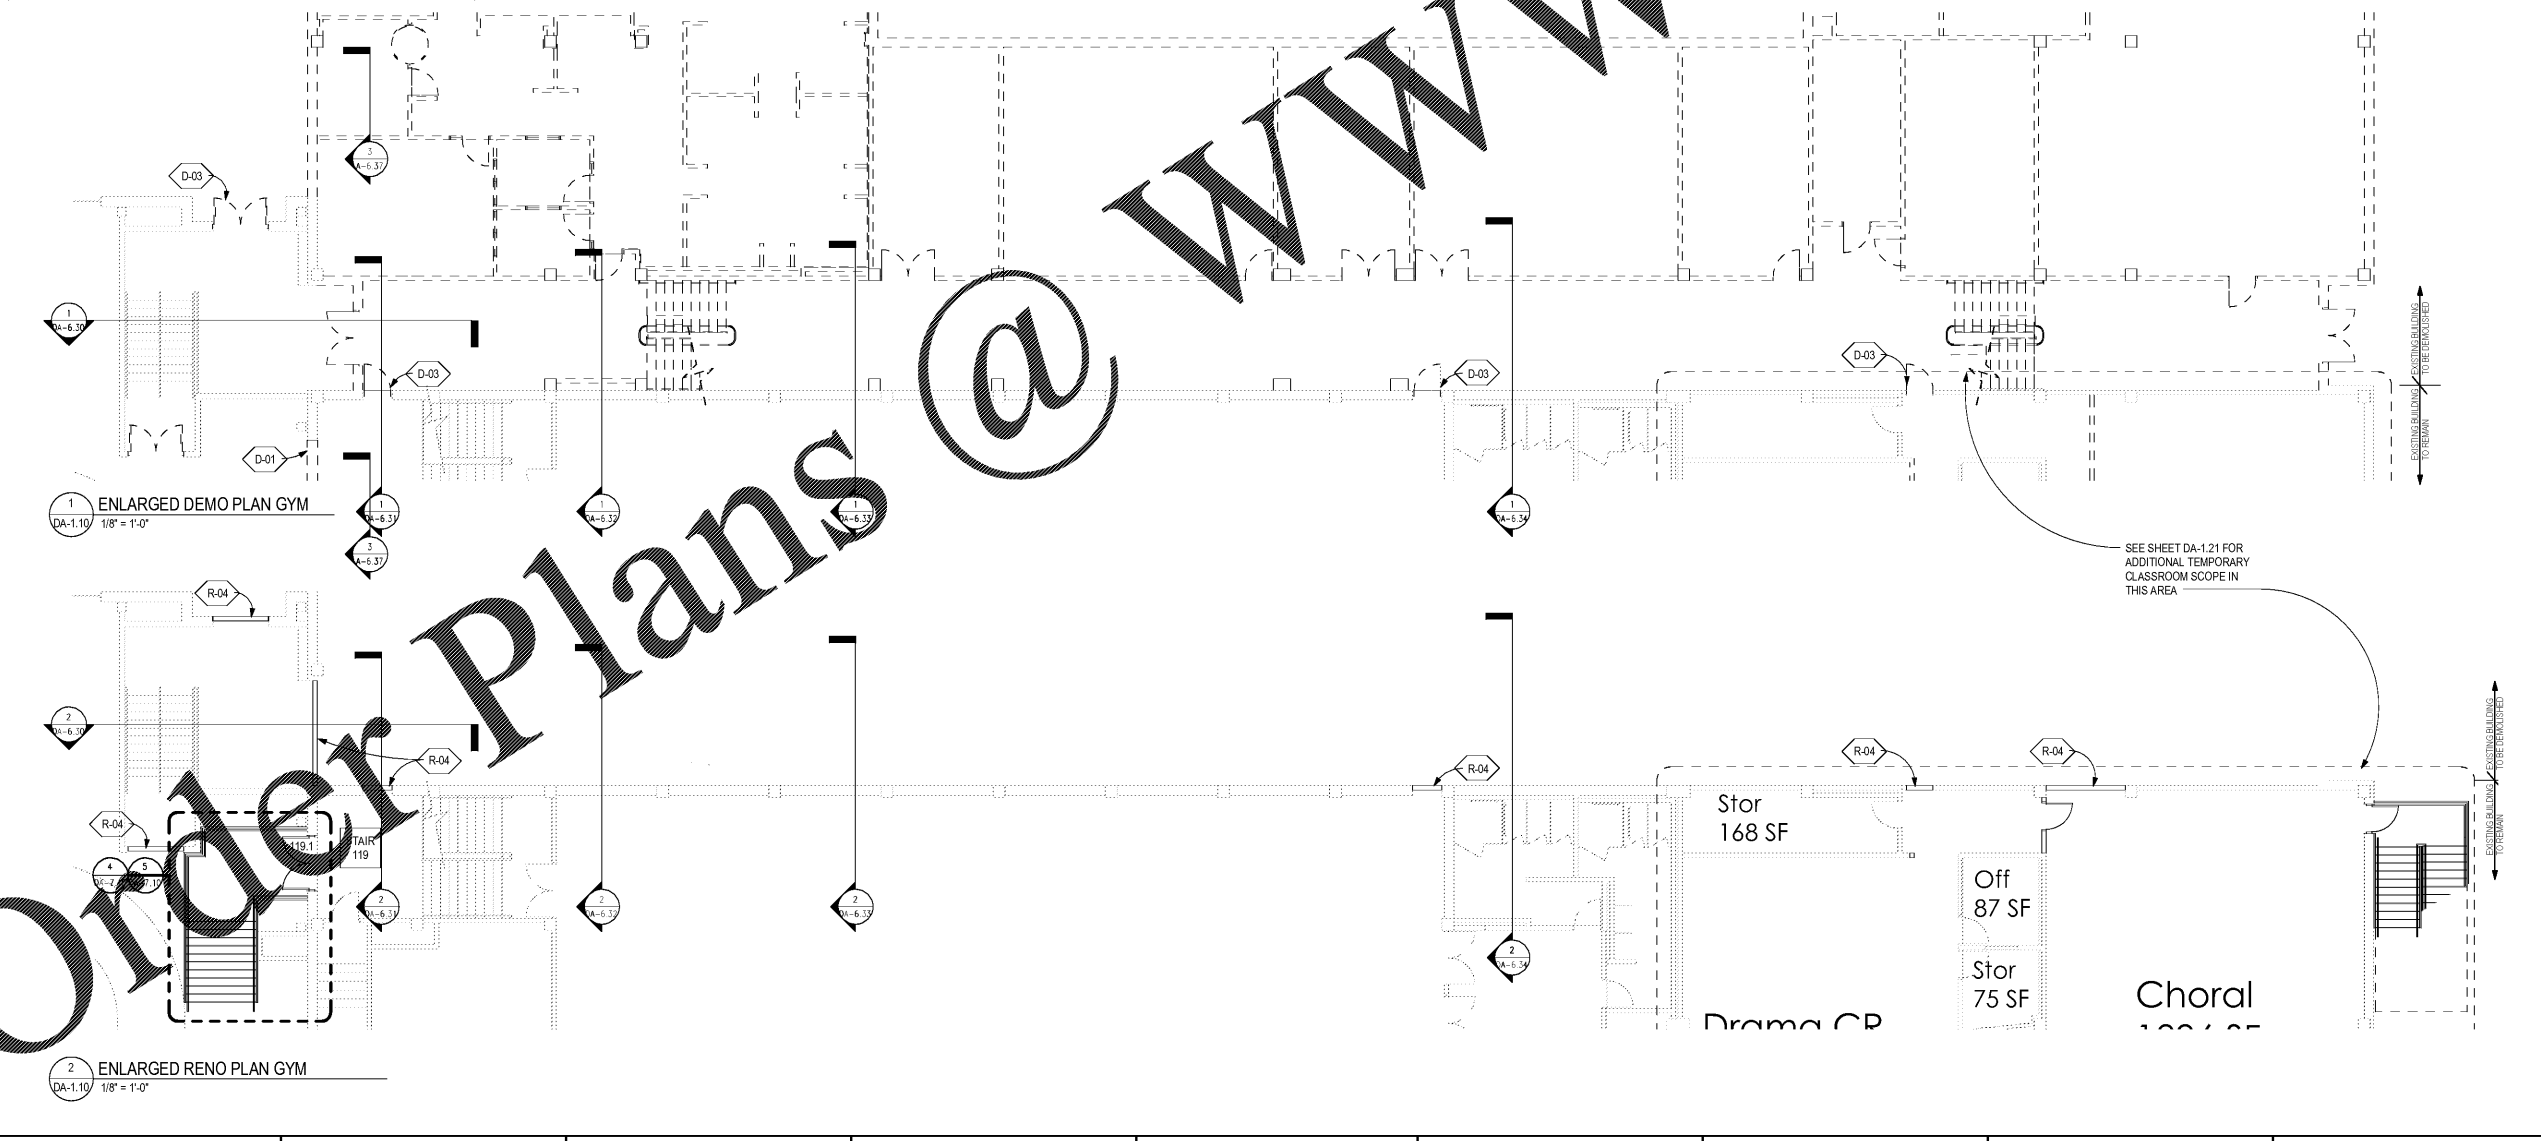 3
A-6.37
D-03
1
DA-6.30
D-03
D-03
D-03
D-01
EXISTING BUILDING
TO BE DEMOLISHED
EXISTING BUILDING
TO REMAIN
1
DA-1.10
ENLARGED DEMO PLAN GYM
1/8" = 1'-0"
1
DA-6.31
3
A-6.37
1
DA-6.32
1
DA-6.33
1
DA-6.34
SEE SHEET DA-1.21 FOR
ADDITIONAL TEMPORARY
CLASSROOM SCOPE IN
THIS AREA
Order Plans @ WWW
R-04
2
DA-6.30
R-04
R-04
R-04
R-04
R-04
EXISTING BUILDING
TO BE DEMOLISHED
EXISTING BUILDING
TO REMAIN
119.1
STAIR
119
4
5
2
DA-6.31
2
DA-6.32
2
DA-6.33
2
DA-6.34
Stor
168 SF
Off
87 SF
Stor
75 SF
Drama CR
Choral
2
DA-1.10
ENLARGED RENO PLAN GYM
1/8" = 1'-0"